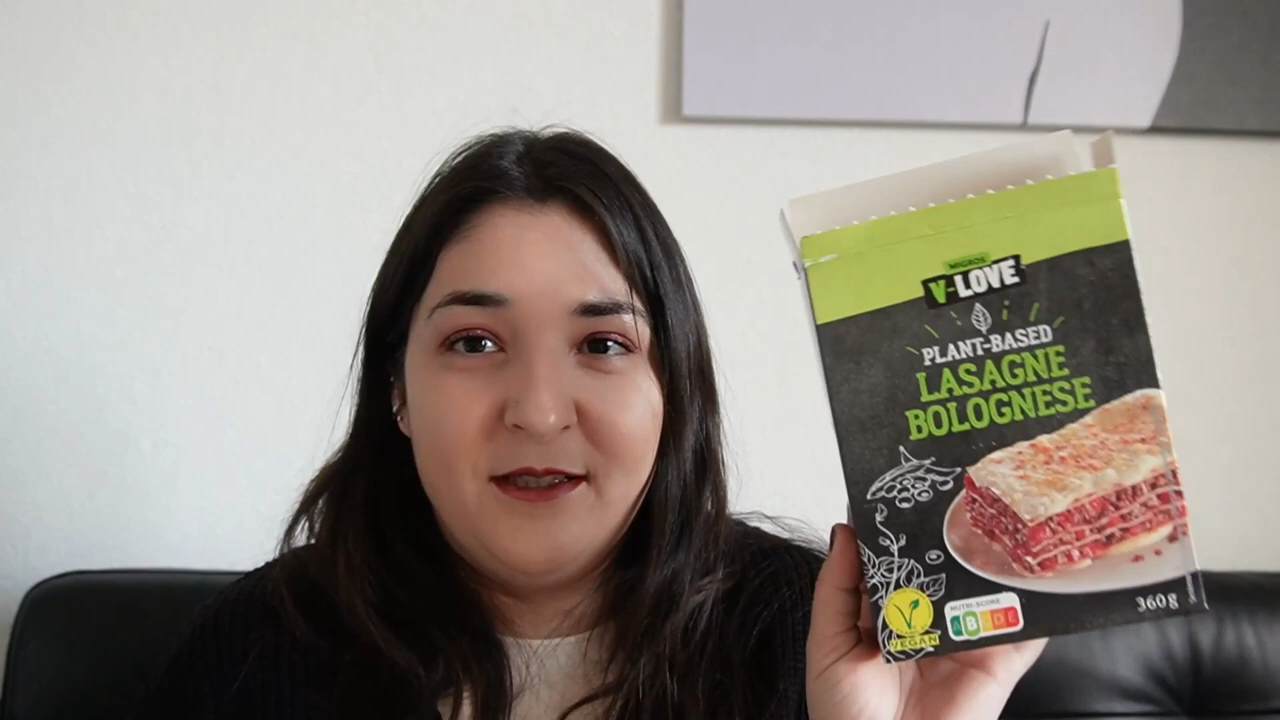 MIGROS
V-LOVE
PLANT-BASED
LASAGNE
BOLOGNESE
VEGAN
NUTRI-SCORE
A B C D E
360g